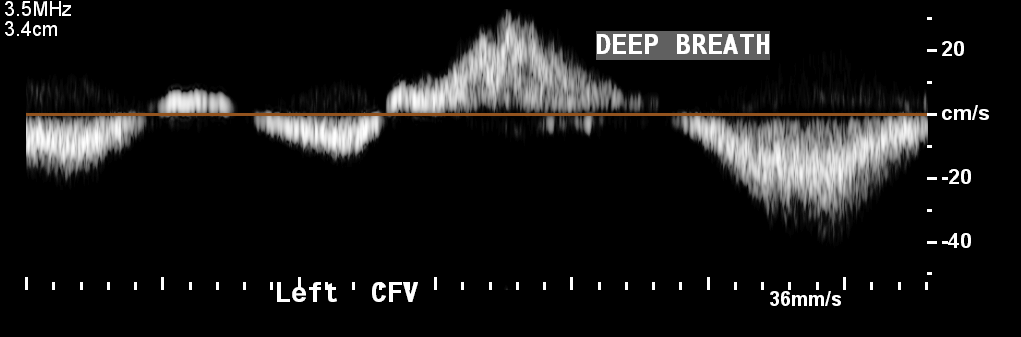 3.5MHz
3.4cm
DEEP BREATH
20
cm/s
-20
-40
Left CFV
36mm/s